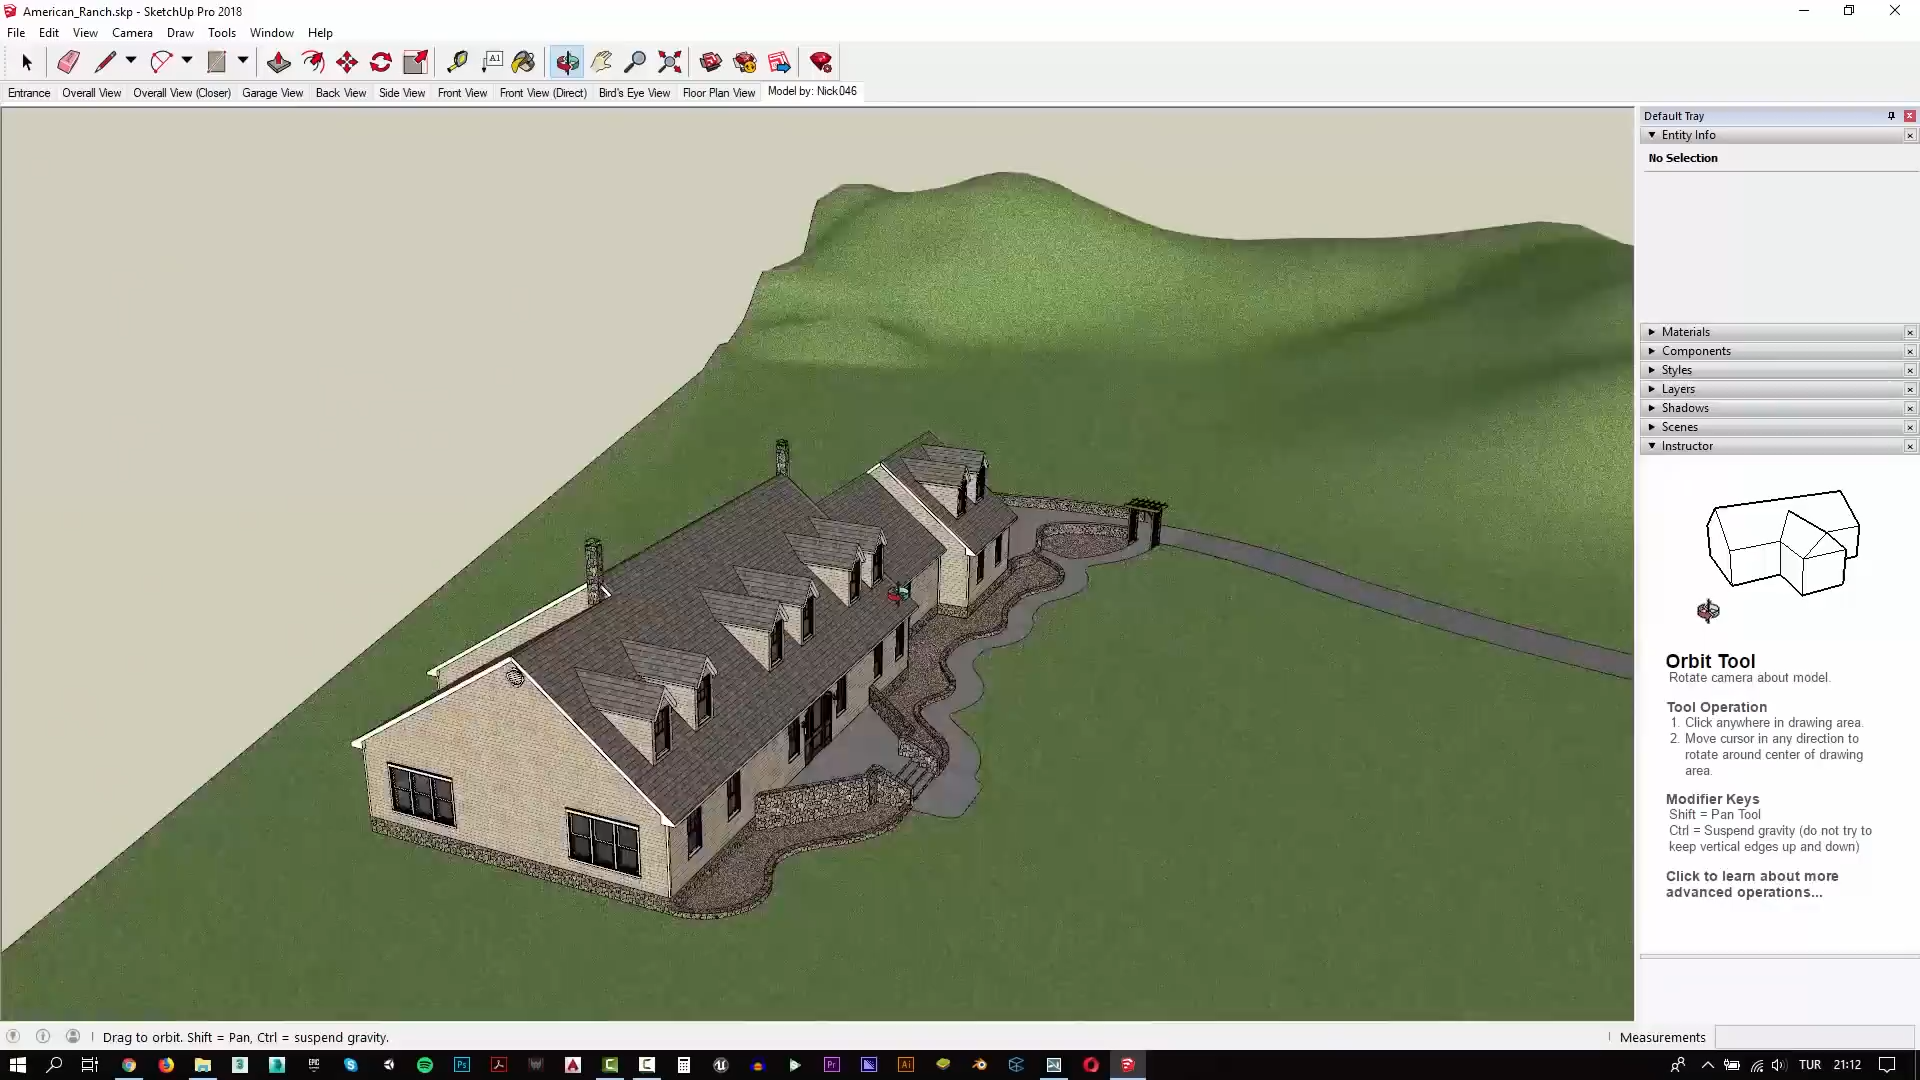 American_Ranch.skp - SketchUp Pro 2018
File Edit View Camera Draw Tools Window Help
A1
Entrance Overall View Overall View (Closer) Garage View Back View Side View Front View Front View (Direct) Bird's Eye View Floor Plan View Model by: Nick046
Default Tray
Entity Info
No Selection
Materials
Components
Styles
Layers
Shadows
Scenes
Instructor
Orbit Tool
Rotate camera about model.
Tool Operation
1. Click anywhere in drawing area.
2. Move cursor in any direction to
rotate around center of drawing
area.
Modifier Keys
Shift = Pan Tool
Ctrl = Suspend gravity (do not try to
keep vertical edges up and down)
Click to learn about more
advanced operations...
Drag to orbit. Shift = Pan, Ctrl = suspend gravity.
Measurements
EPIC
Ps
Pr
Ai
TUR 21:12